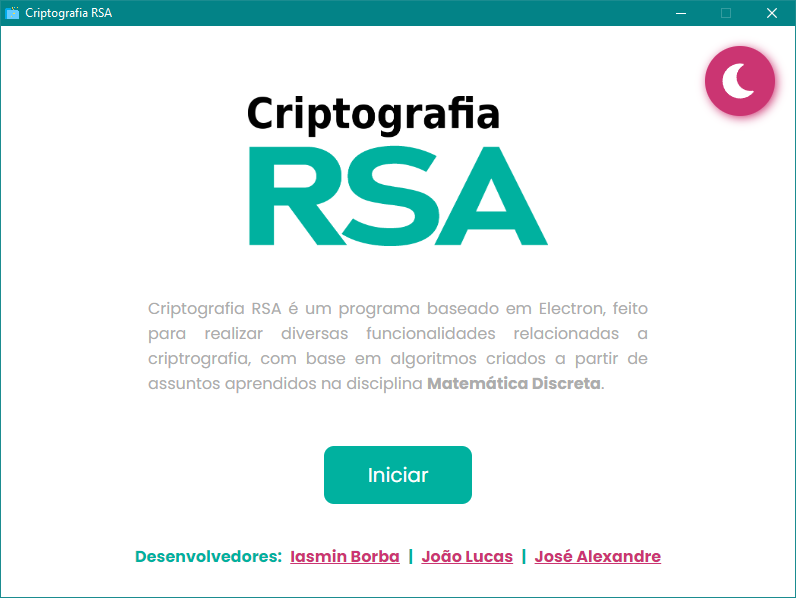 Criptografia RSA
Criptografia
RSA
Criptografia RSA é um programa baseado em Electron, feito
para realizar diversas funcionalidades relacionadas a
criptrografia, com base em algoritmos criados a partir de
assuntos aprendidos na disciplina Matemática Discreta.
Iniciar
Desenvolvedores: Iasmin Borba | João Lucas | José Alexandre